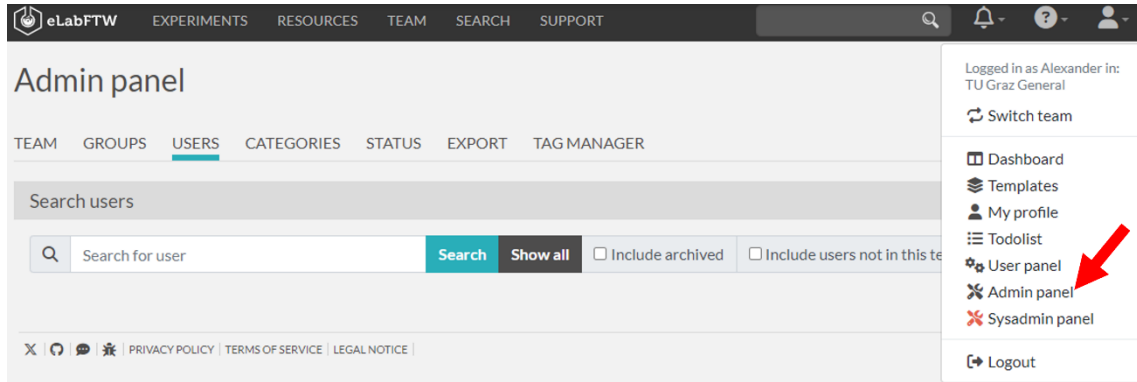 eLabFTW EXPERIMENTS RESOURCES TEAM SEARCH SUPPORT
Admin panel
TEAM GROUPS USERS CATEGORIES STATUS EXPORT TAG MANAGER
Search users
Search for user Search Show all Include archived Include users not in this te
PRIVACY POLICY TERMS OF SERVICE LEGAL NOTICE
Logged in as Alexander in:
TU Graz General
Switch team
Dashboard
Templates
My profile
Todolist
User panel
Admin panel
Sysadmin panel
Logout